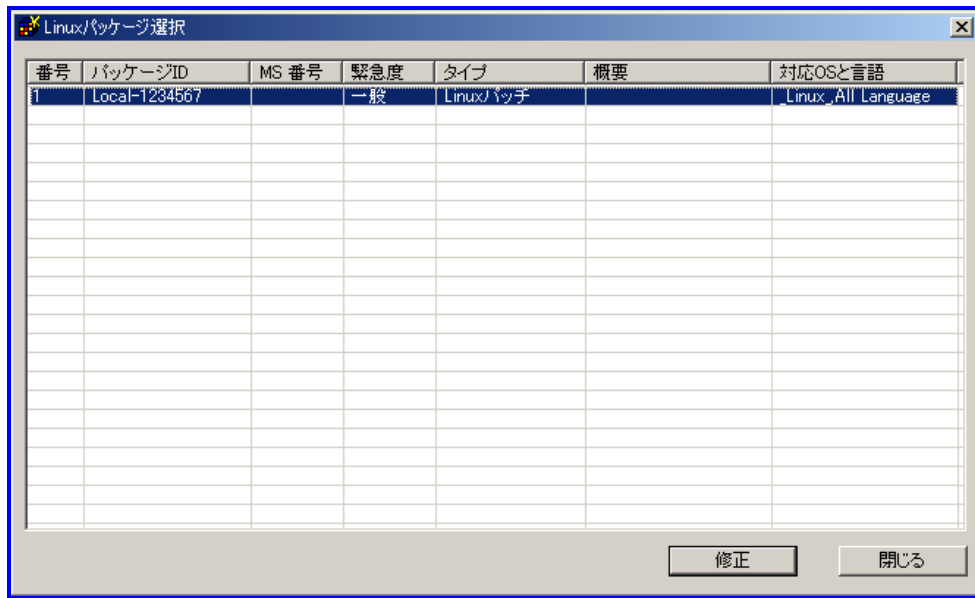 Linuxパッケージ選択
番号 パッケージID MS 番号 緊急度 タイプ 概要 対応OSと言語
1 Local-1234567 一般 Linuxパッチ _Linux_All Language
修正 閉じる